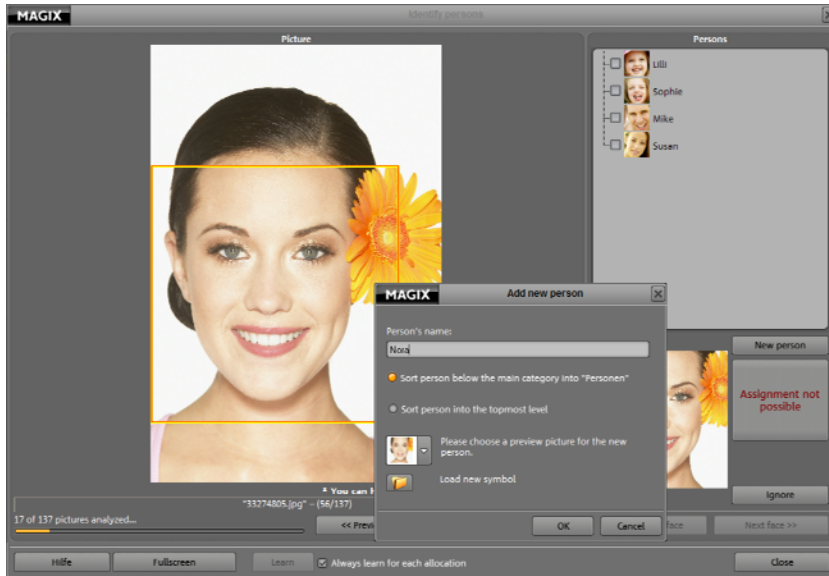 MAGIX
Identify persons
Picture
Persons
Lilli
Sophie
Mike
Susan
MAGIX
Add new person
Person's name:
Nora
Sort person below the main category into "Personen"
Sort person into the topmost level
Please choose a preview picture for the new
person.
Load new symbol
OK
Cancel
New person
Assignment not
possible
Ignore
* You can
"33274805.jpg" – (56/137)
17 of 137 pictures analyzed...
<< Previ
face
Next face >>
Hilfe
Fullscreen
Learn
Always learn for each allocation
Close